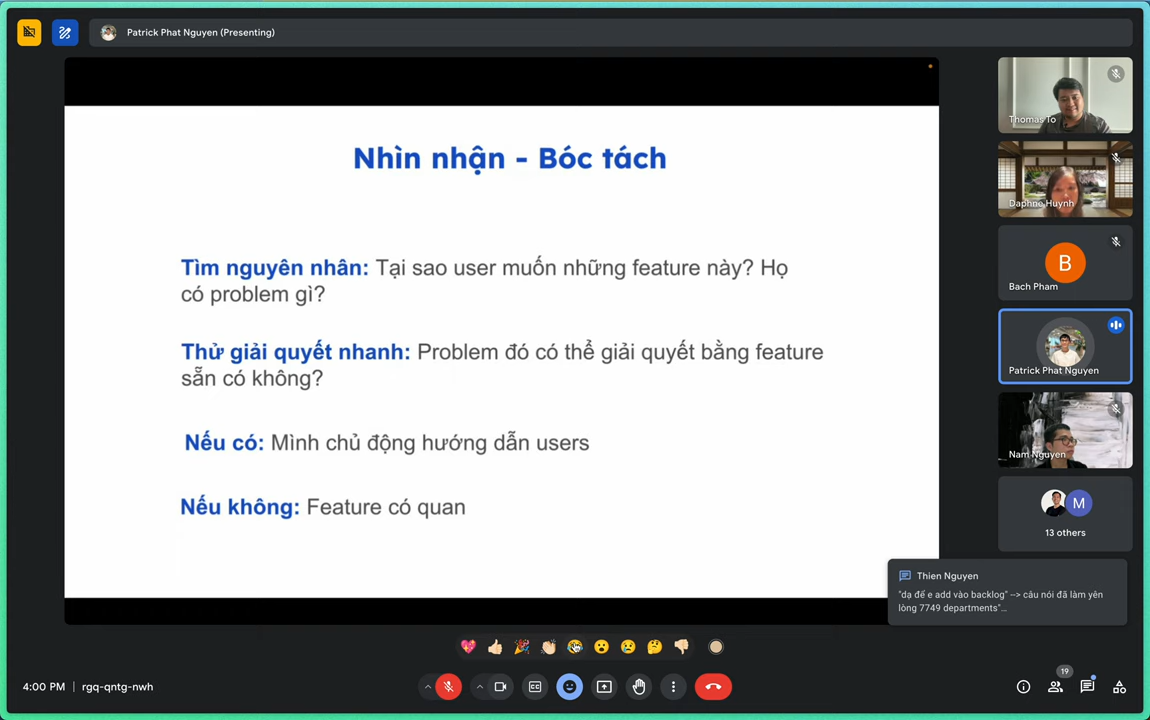 Patrick Phat Nguyen (Presenting)
Nhìn nhận - Bóc tách
Tìm nguyên nhân: Tại sao user muốn những feature này? Họ
có problem gì?
Thử giải quyết nhanh: Problem đó có thể giải quyết bằng feature
sẵn có không?
Nếu có: Mình chủ động hướng dẫn users
Nếu không: Feature có quan
Thomas To
Daphne Huynh
B
Bach Pham
Patrick Phat Nguyen
Nam Nguyen
M
13 others
Thien Nguyen
"dạ để e add vào backlog" --> câu nói đã làm yên
lòng 7749 departments"...
4:00 PM | rgq-qntg-nwh
19